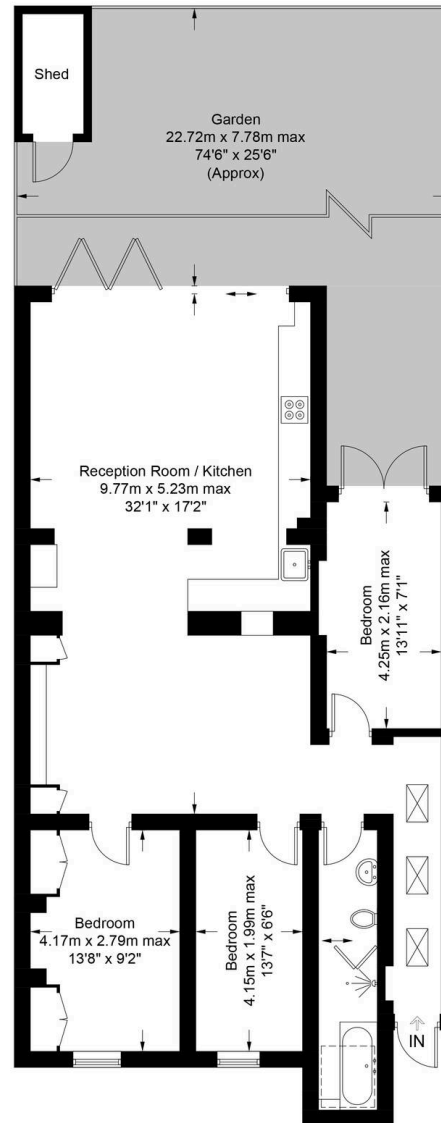 Shed
Garden
22.72m x 7.78m max
74'6" x 25'6"
(Approx)
Reception Room / Kitchen
9.77m x 5.23m max
32'1" x 17'2"
Bedroom
4.25m x 2.16m max
13'11" x 7'1"
Bedroom
4.17m x 2.79m max
13'8" x 9'2"
Bedroom
4.15m x 1.99m max
13'7" x 6'6"
IN